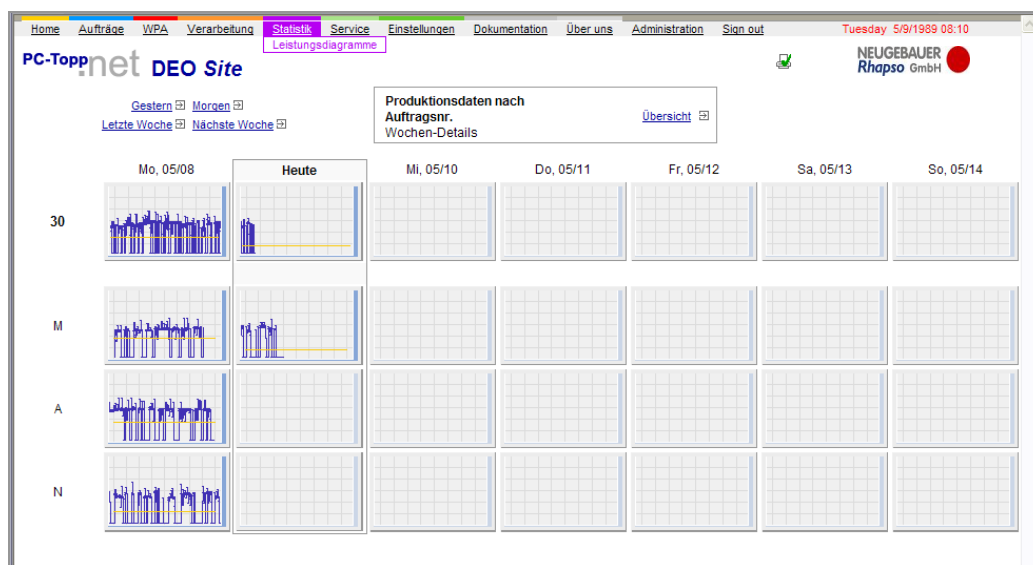 Home Aufträge WPA Verarbeitung Statistik Service Einstellungen Dokumentation Über uns Administration Sign out Tuesday 5/9/1989 08:10
Leistungsdiagramme
PC-Topp.net DEO Site
NEUGEBAUER
Rhapso GmbH
Gestern Morgen
Letzte Woche Nächste Woche
Produktionsdaten nach
Auftragsnr.
Wochen-Details
Übersicht
Mo, 05/08 Heute Mi, 05/10 Do, 05/11 Fr, 05/12 Sa, 05/13 So, 05/14
30
M
A
N